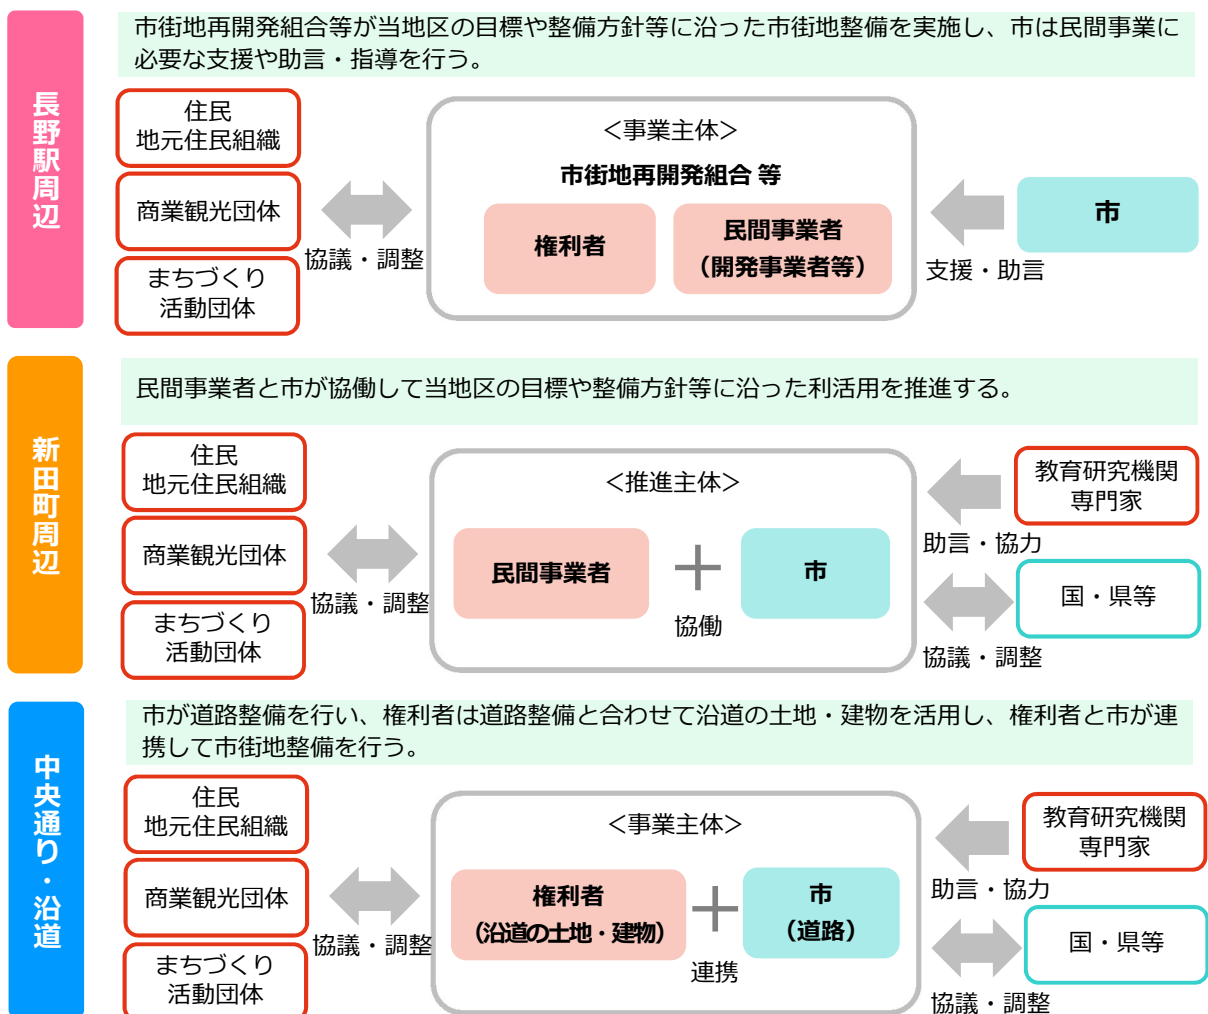 長野駅周辺
市街地再開発組合等が当地区の目標や整備方針等に沿った市街地整備を実施し、市は民間事業に
必要な支援や助言・指導を行う。
住民
地元住民組織
商業観光団体
まちづくり
活動団体
協議・調整
＜事業主体＞
市街地再開発組合 等
権利者
民間事業者
（開発事業者等）
支援・助言
市
新田町周辺
民間事業者と市が協働して当地区の目標や整備方針等に沿った利活用を推進する。
住民
地元住民組織
商業観光団体
まちづくり
活動団体
協議・調整
＜推進主体＞
民間事業者
＋
協働
市
教育研究機関
専門家
助言・協力
国・県等
協議・調整
中央通り・沿道
市が道路整備を行い、権利者は道路整備と合わせて沿道の土地・建物を活用し、権利者と市が連
携して市街地整備を行う。
住民
地元住民組織
商業観光団体
まちづくり
活動団体
協議・調整
＜事業主体＞
権利者
（沿道の土地・建物）
＋
連携
市
（道路）
教育研究機関
専門家
助言・協力
国・県等
協議・調整